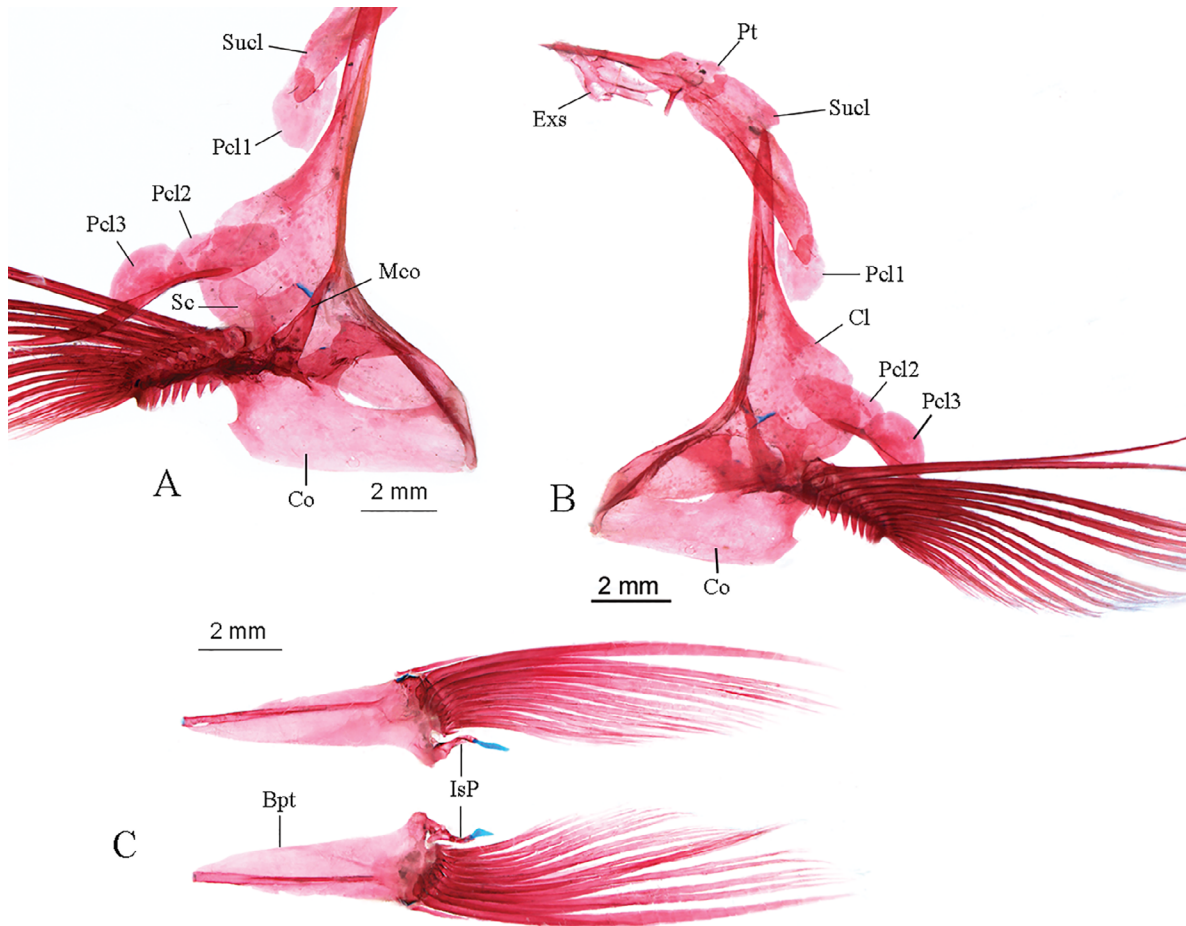 Sucl
Pcl1
Pcl2
Pcl3
Sc
Mco
Co
A
2 mm
Pt
Exs
Sucl
Pcl1
Cl
Pcl2
Pcl3
B
2 mm
Co
2 mm
IsP
Bpt
C